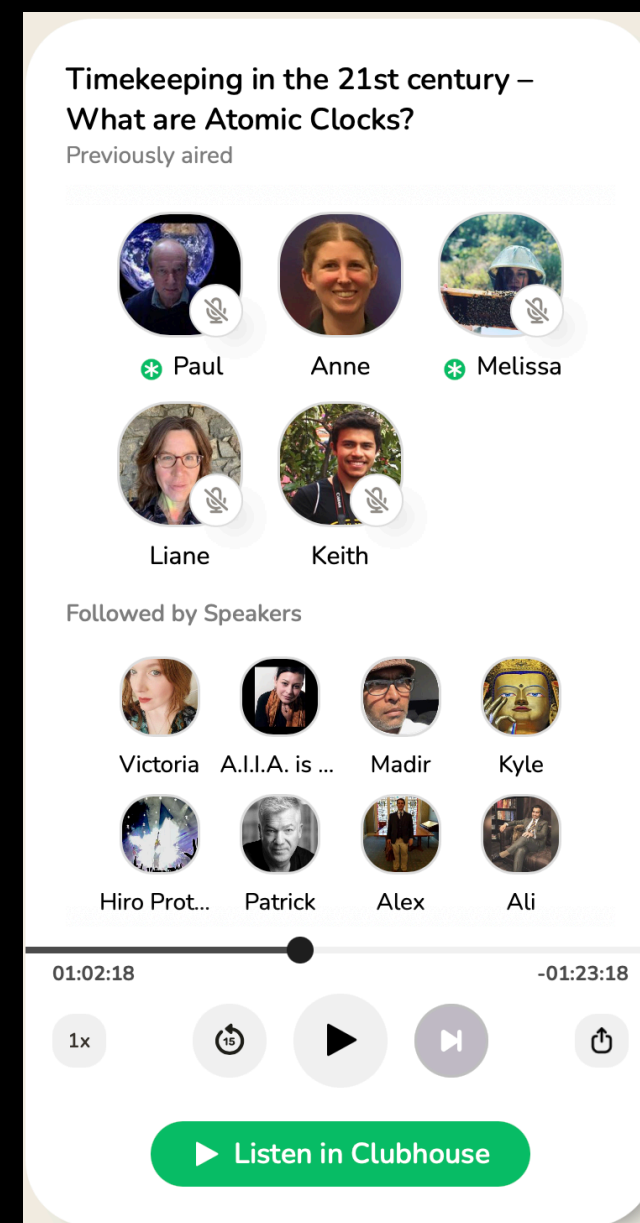 Timekeeping in the 21st century –
What are Atomic Clocks?
Previously aired
Paul Anne Melissa
Liane Keith
Followed by Speakers
Victoria A.I.I.A. is ... Madir Kyle
Hiro Prot... Patrick Alex Ali
01:02:18 -01:23:18
1x 15
Listen in Clubhouse